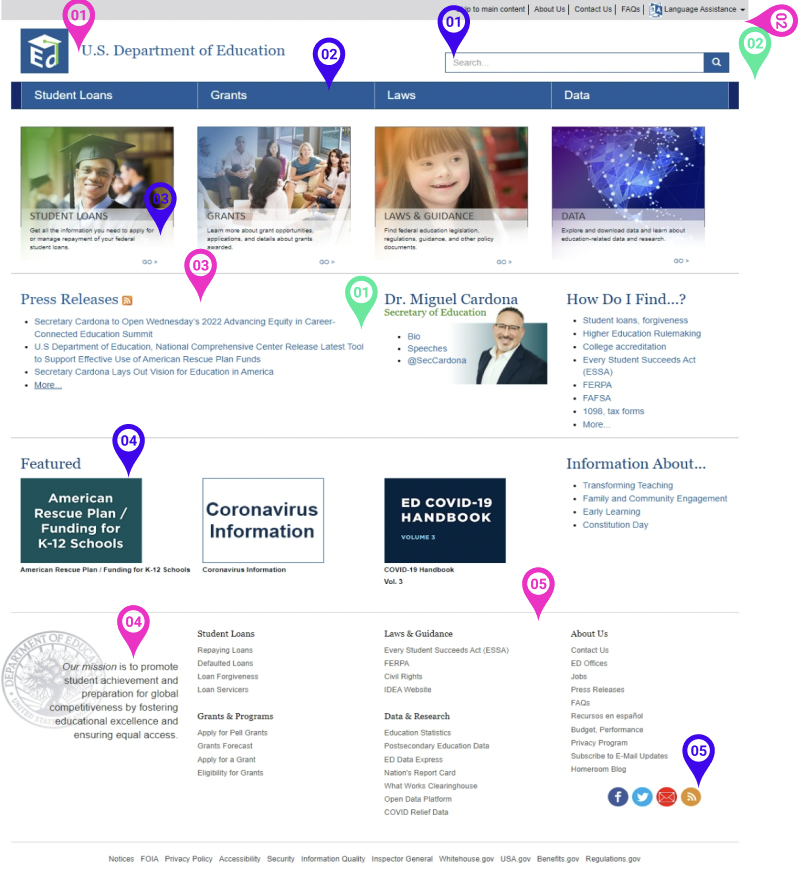 01
to main content | About Us | Contact Us | FAQs | Language Assistance
02
01
02
Ed
U.S. Department of Education
02
Search...
Student Loans
Grants
Laws
Data
03
STUDENT LOANS
Get all the information you need to apply for
or manage repayment of your federal
student loans.
GO >
GRANTS
Learn more about grant opportunities,
applications, and details about grants
awarded.
GO >
LAWS & GUIDANCE
Find federal education legislation,
regulations, guidance, and other policy
documents.
GO >
DATA
Explore and download data and learn about
education-related data and research.
GO >
03
01
Press Releases
Secretary Cardona to Open Wednesday's 2022 Advancing Equity in Career-
Connected Education Summit
U.S Department of Education, National Comprehensive Center Release Latest Tool
to Support Effective Use of American Rescue Plan Funds
Secretary Cardona Lays Out Vision for Education in America
More...
Dr. Miguel Cardona
Secretary of Education
Bio
Speeches
@SecCardona
How Do I Find...?
Student loans, forgiveness
Higher Education Rulemaking
College accreditation
Every Student Succeeds Act
(ESSA)
FERPA
FAFSA
1098, tax forms
More...
04
Featured
American
Rescue Plan /
Funding for
K-12 Schools
American Rescue Plan / Funding for K-12 Schools
Coronavirus
Information
Coronavirus Information
ED COVID-19
HANDBOOK
VOLUME 3
COVID-19 Handbook
Vol. 3
Information About...
Transforming Teaching
Family and Community Engagement
Early Learning
Constitution Day
05
04
Our mission is to promote
student achievement and
preparation for global
competitiveness by fostering
educational excellence and
ensuring equal access.
Student Loans
Repaying Loans
Defaulted Loans
Loan Forgiveness
Loan Servicers
Grants & Programs
Apply for Pell Grants
Grants Forecast
Apply for a Grant
Eligibility for Grants
Laws & Guidance
Every Student Succeeds Act (ESSA)
FERPA
Civil Rights
IDEA Website
Data & Research
Education Statistics
Postsecondary Education Data
ED Data Express
Nation's Report Card
What Works Clearinghouse
Open Data Platform
COVID Relief Data
About Us
Contact Us
ED Offices
Jobs
Press Releases
FAQs
Recursos en español
Budget, Performance
Privacy Program
Subscribe to E-Mail Updates
Homeroom Blog
05
Notices FOIA Privacy Policy Accessibility Security Information Quality Inspector General Whitehouse.gov USA.gov Benefits.gov Regulations.gov